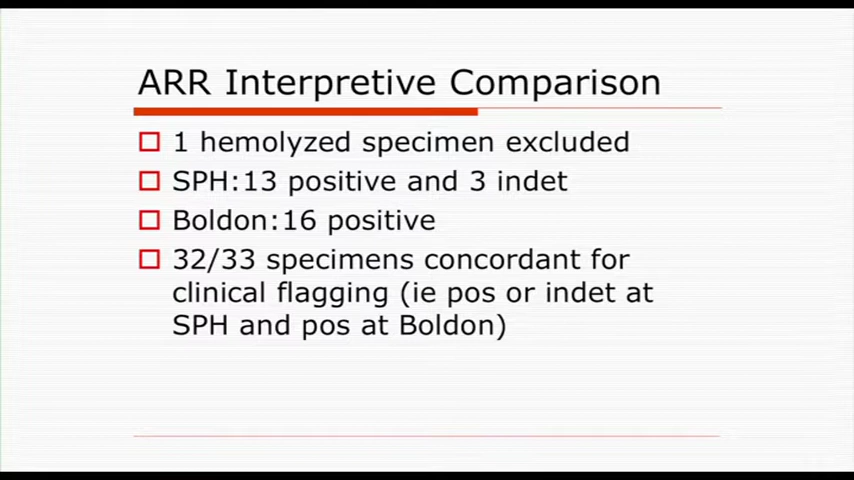 ARR Interpretive Comparison
1 hemolyzed specimen excluded
SPH:13 positive and 3 indet
Boldon:16 positive
32/33 specimens concordant for
clinical flagging (ie pos or indet at
SPH and pos at Boldon)